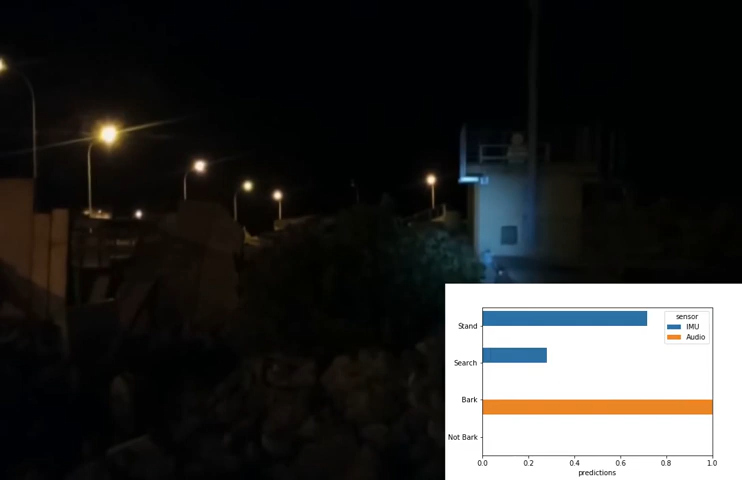 sensor
IMU
Audio
Stand
Search
Bark
Not Bark
0.0 0.2 0.4 0.6 0.8 1.0
predictions